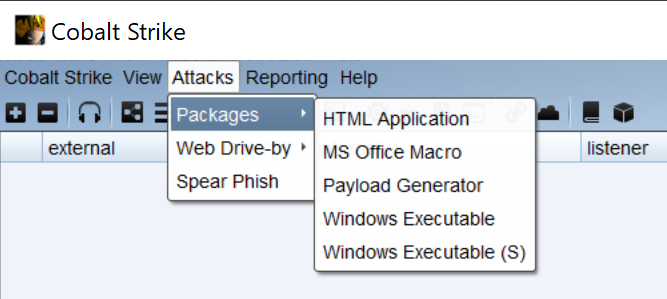 Cobalt Strike
Cobalt Strike View Attacks Reporting Help
Packages
Web Drive-by
Spear Phish
HTML Application
MS Office Macro
Payload Generator
Windows Executable
Windows Executable (S)
external
listener